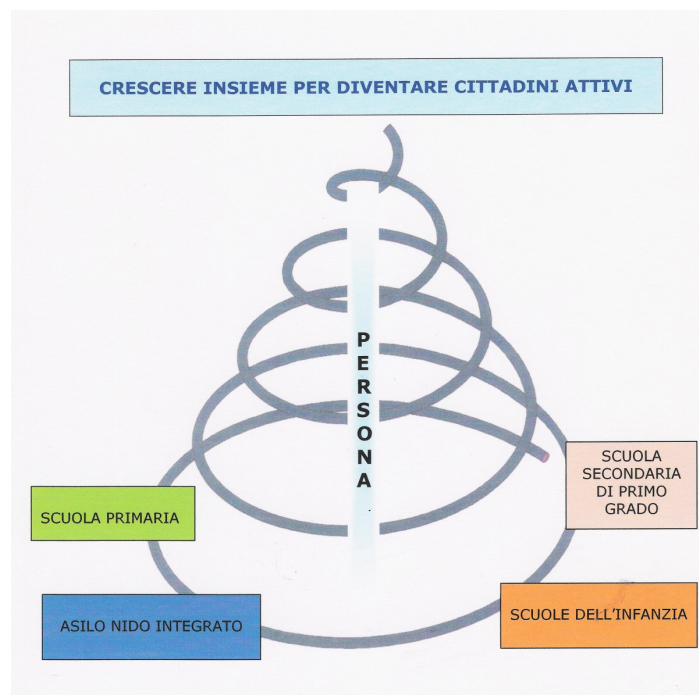 CRESCERE INSIEME PER DIVENTARE CITTADINI ATTIVI
PERSONA
SCUOLA
SECONDARIA
DI PRIMO
GRADO
SCUOLA PRIMARIA
ASILO NIDO INTEGRATO
SCUOLE DELL'INFANZIA